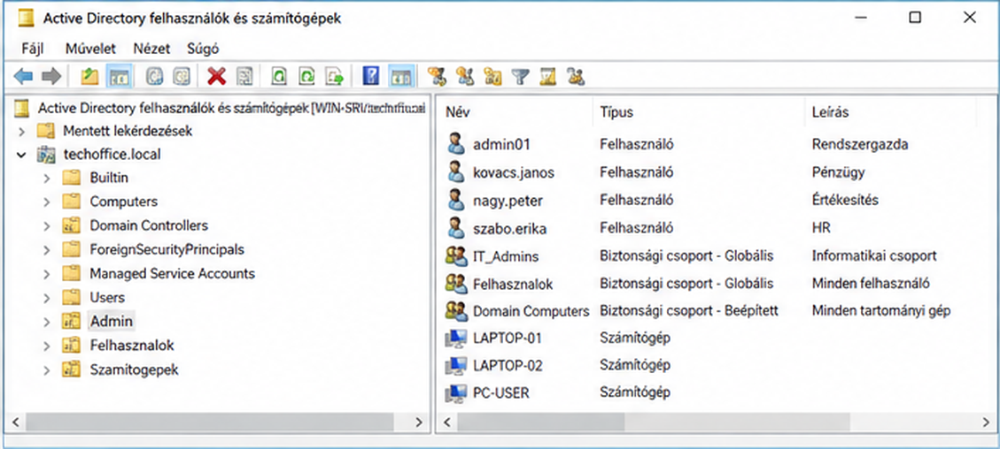 Active Directory felhasználók és számítógépek
Fájl Művelet Nézet Súgó
Active Directory felhasználók és számítógépek
Mentett lekérdezések
techoffice.local
Builtin
Computers
Domain Controllers
ForeignSecurityPrincipals
Managed Service Accounts
Users
Admin
Felhasznalok
Szamitogepek
Név Típus Leírás
admin01 Felhasználó Rendszergazda
kovacs.janos Felhasználó Pénzügy
nagy.peter Felhasználó Értékesítés
szabo.erika Felhasználó HR
IT_Admins Biztonsági csoport - Globális Informatikai csoport
Felhasznalok Biztonsági csoport - Globális Minden felhasználó
Domain Computers Biztonsági csoport - Beépített Minden tartományi gép
LAPTOP-01 Számítógép
LAPTOP-02 Számítógép
PC-USER Számítógép